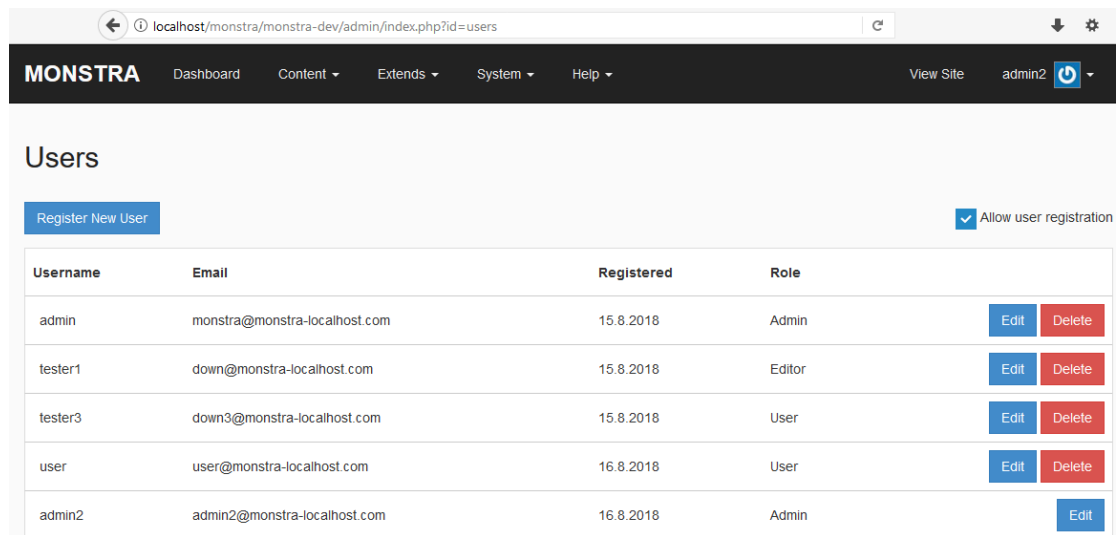 localhost/monstra/monstra-dev/admin/index.php?id=users
MONSTRA Dashboard Content Extends System Help View Site admin2
Users
Register New User Allow user registration
Username Email Registered Role
admin monstra@monstra-localhost.com 15.8.2018 Admin Edit Delete
tester1 down@monstra-localhost.com 15.8.2018 Editor Edit Delete
tester3 down3@monstra-localhost.com 15.8.2018 User Edit Delete
user user@monstra-localhost.com 16.8.2018 User Edit Delete
admin2 admin2@monstra-localhost.com 16.8.2018 Admin Edit